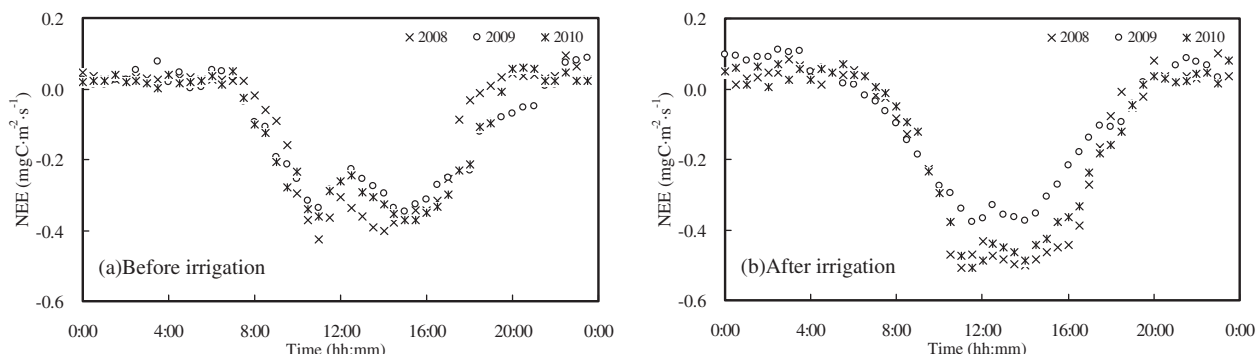 0.2
0.0
-0.2
-0.4
-0.6
NEE (mgC·m⁻²·s⁻¹)
× 2008 ○ 2009 ж 2010
(a)Before irrigation
0:00 4:00 8:00 12:00 16:00 20:00 0:00
Time (hh:mm)
0.2
0.0
-0.2
-0.4
-0.6
NEE (mgC·m⁻²·s⁻¹)
× 2008 ○ 2009 ж 2010
(b)After irrigation
0:00 4:00 8:00 12:00 16:00 20:00 0:00
Time (hh:mm)